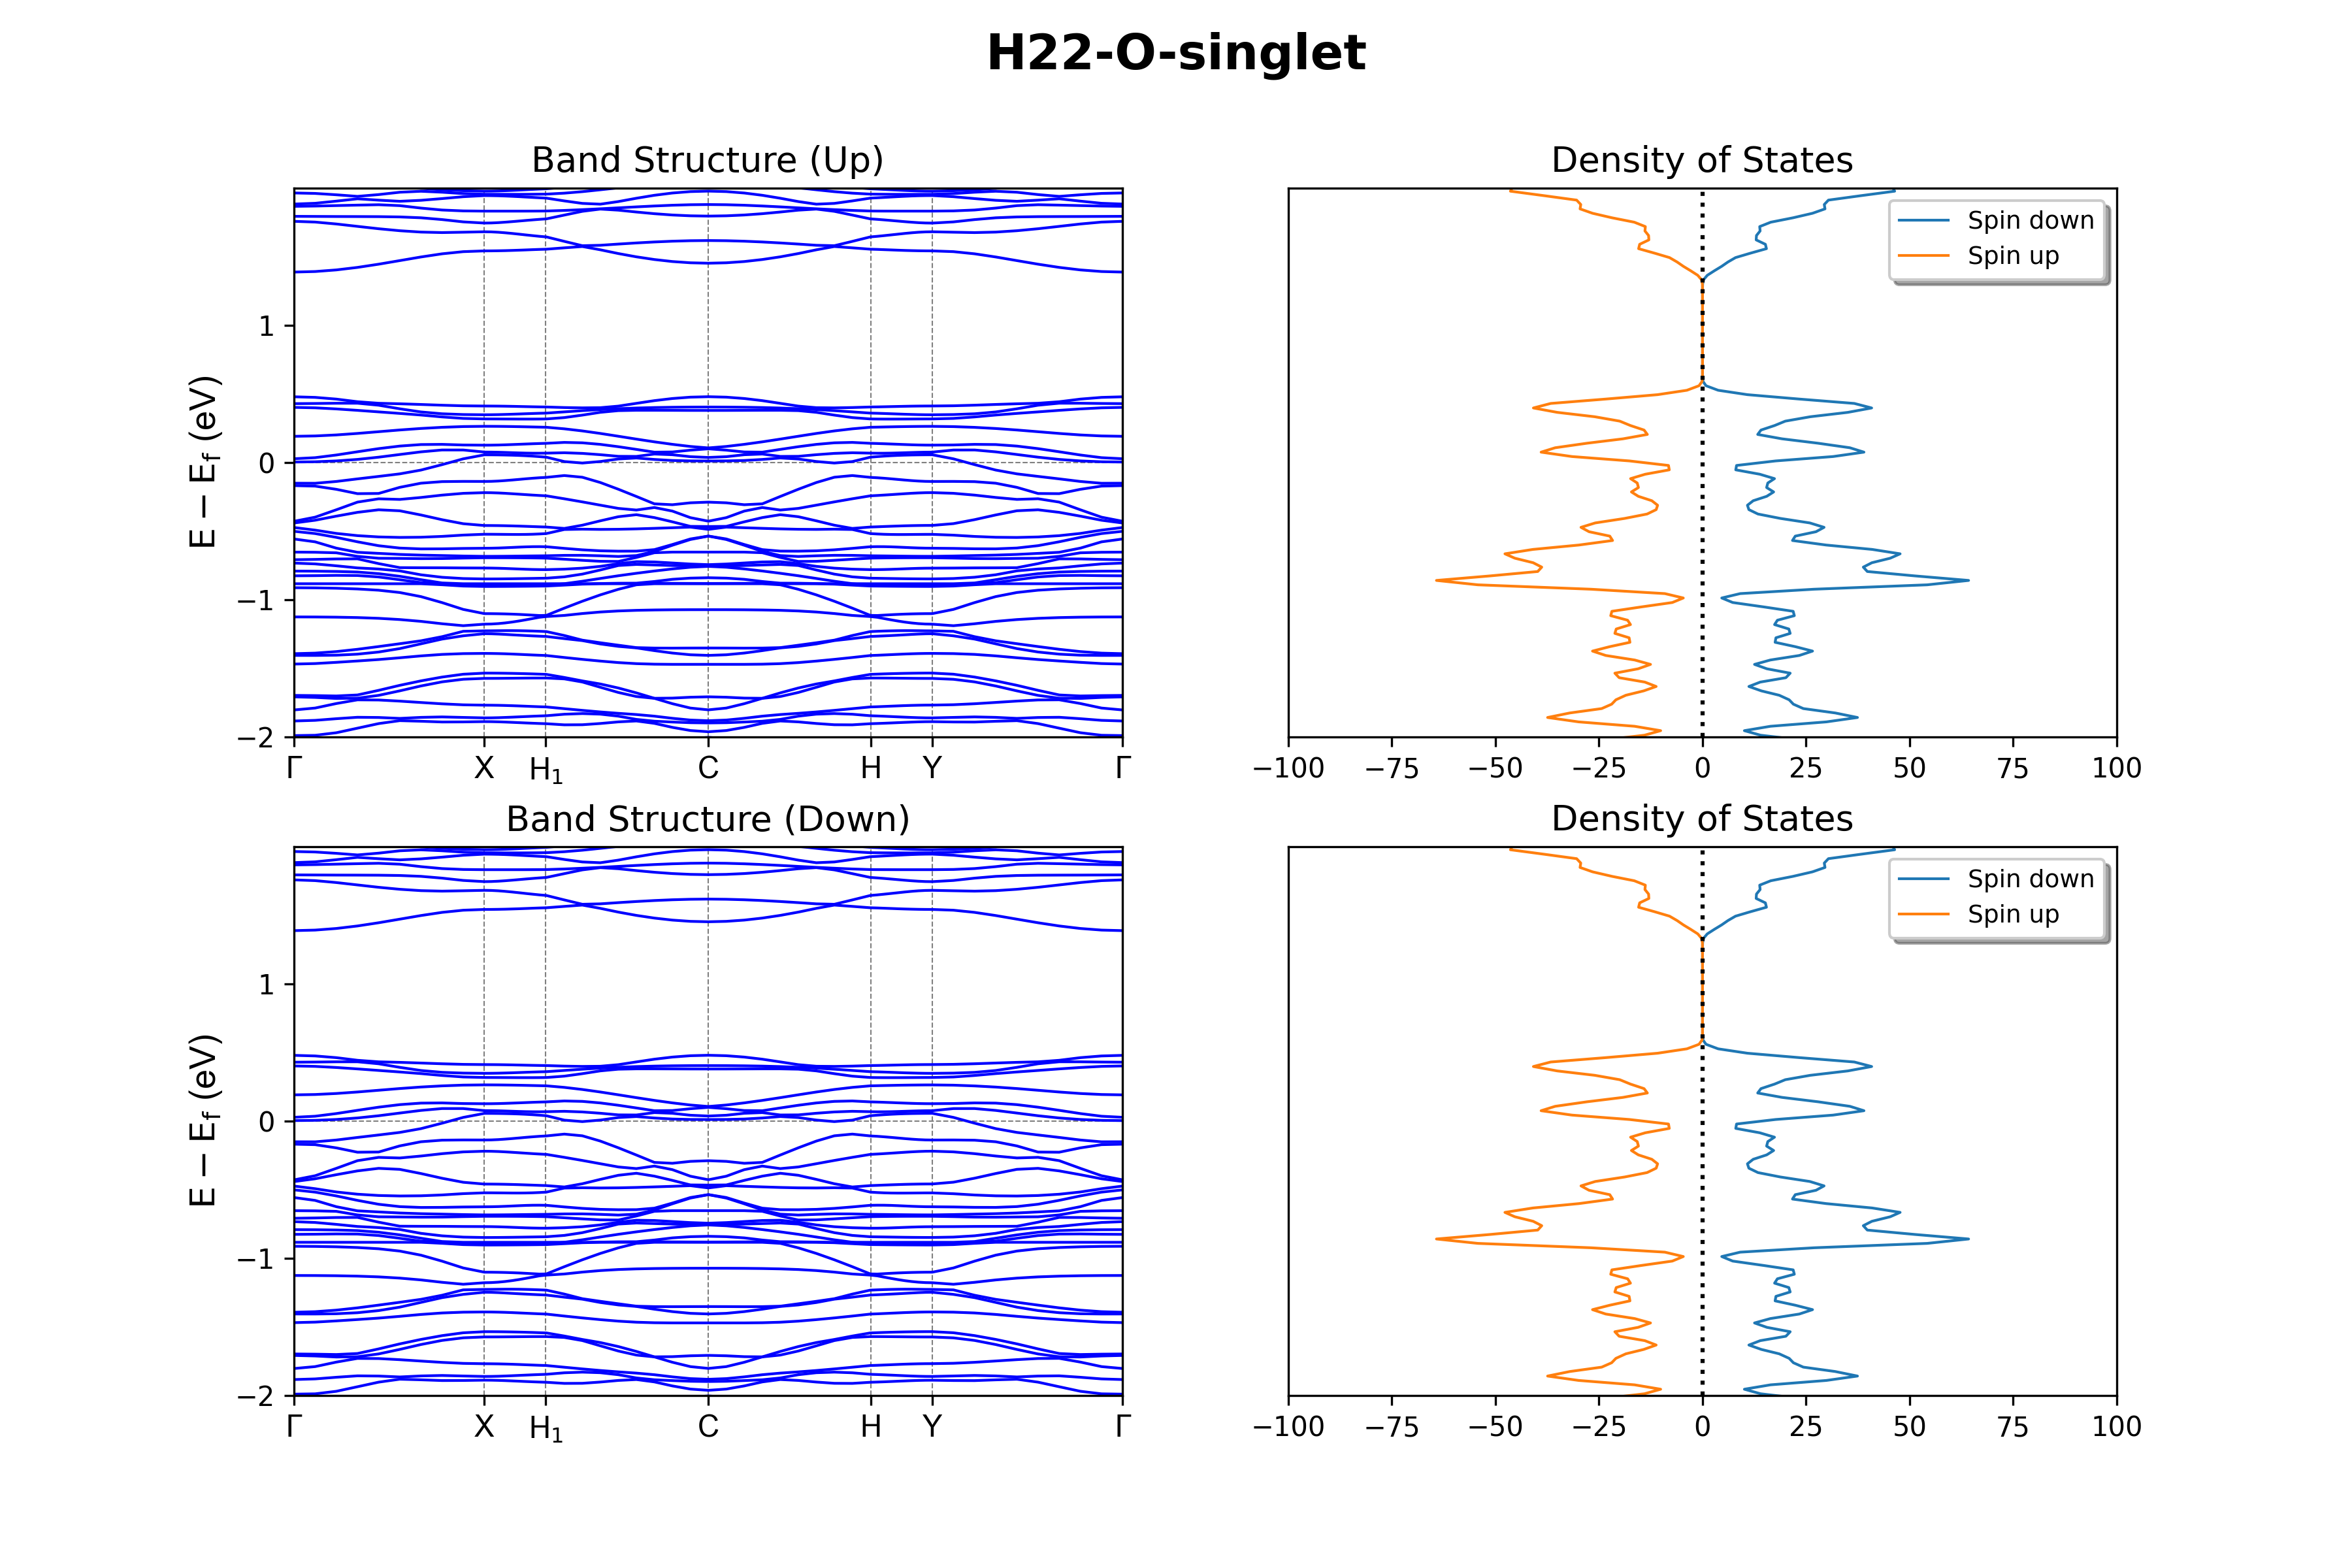 H22-O-singlet
Band Structure (Up)
E − E_f (eV)
1
0
−1
−2
Γ X H₁ C H Y Γ
Density of States
Spin down
Spin up
−100 −75 −50 −25 0 25 50 75 100
Band Structure (Down)
E − E_f (eV)
1
0
−1
−2
Γ X H₁ C H Y Γ
Density of States
Spin down
Spin up
−100 −75 −50 −25 0 25 50 75 100